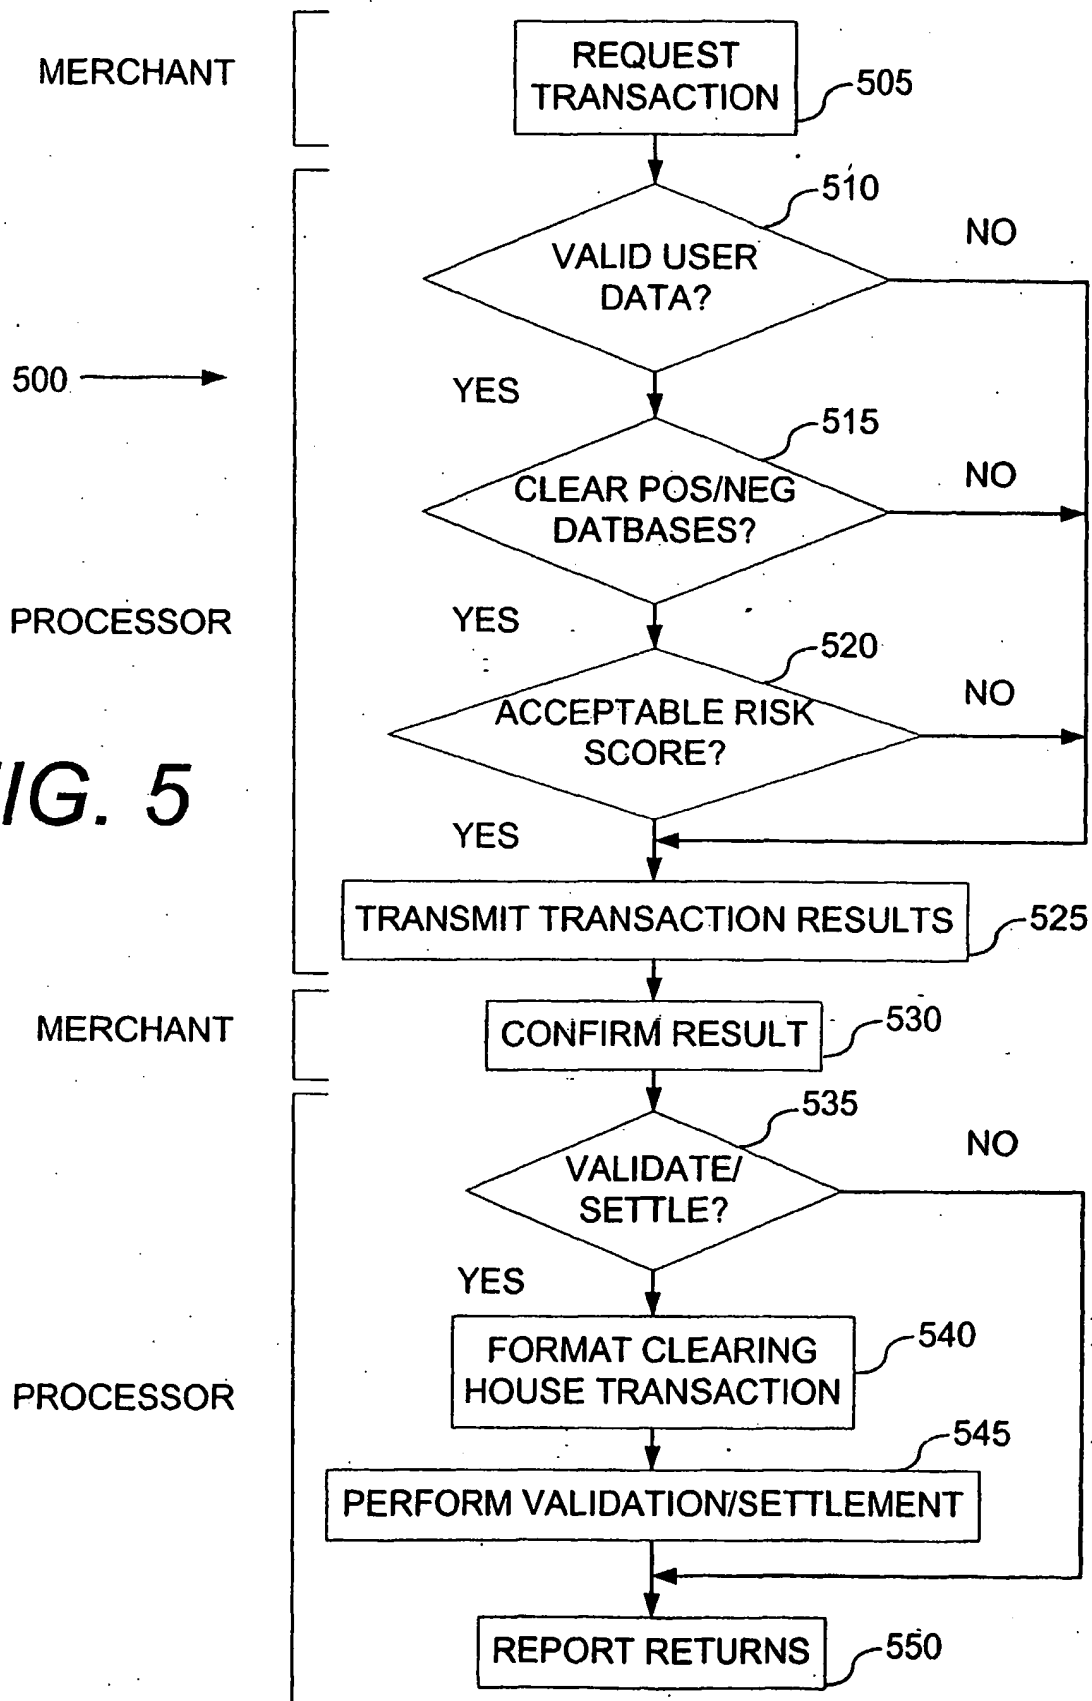 MERCHANT
REQUEST
TRANSACTION
505
510
NO
VALID USER
DATA?
500
YES
515
NO
CLEAR POS/NEG
DATBASES?
PROCESSOR
YES
520
NO
ACCEPTABLE RISK
SCORE?
IG. 5
YES
TRANSMIT TRANSACTION RESULTS
525
MERCHANT
CONFIRM RESULT
530
535
NO
VALIDATE/
SETTLE?
YES
FORMAT CLEARING
HOUSE TRANSACTION
540
PROCESSOR
545
PERFORM VALIDATION/SETTLEMENT
REPORT RETURNS
550